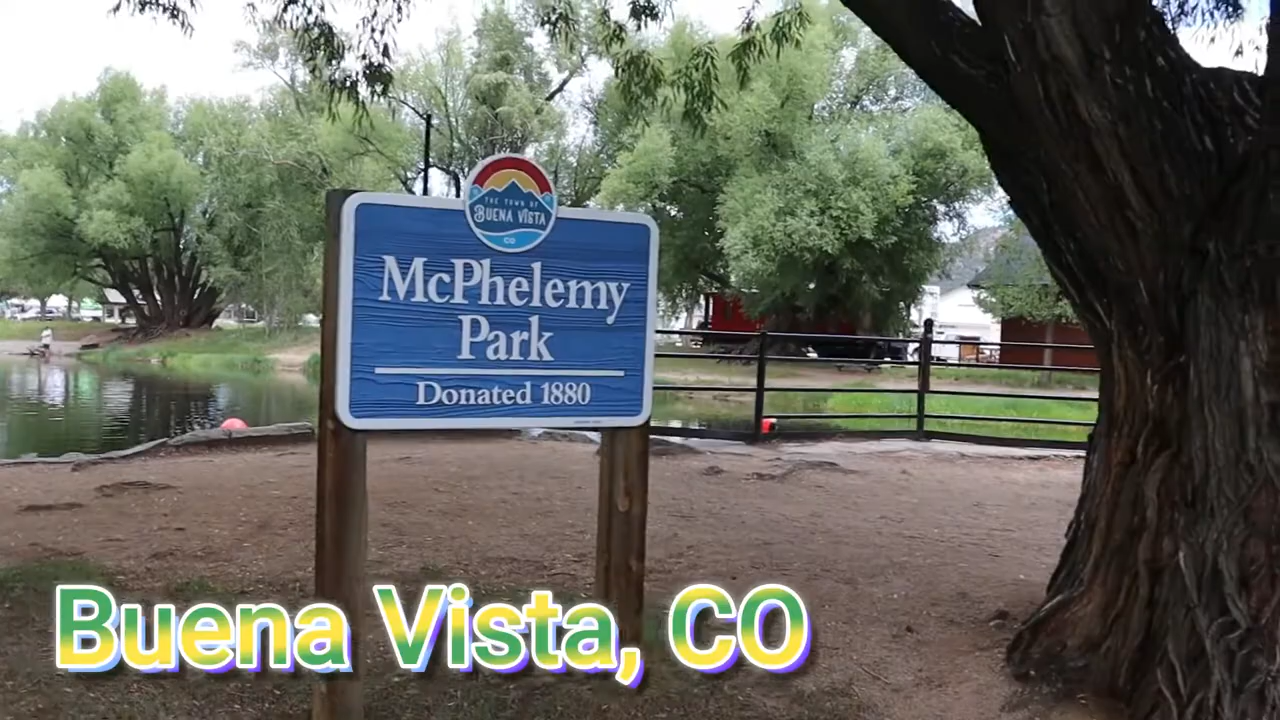 THE TOWN OF
BUENA VISTA
CO
McPhelemy
Park
Donated 1880
Buena Vista, CO